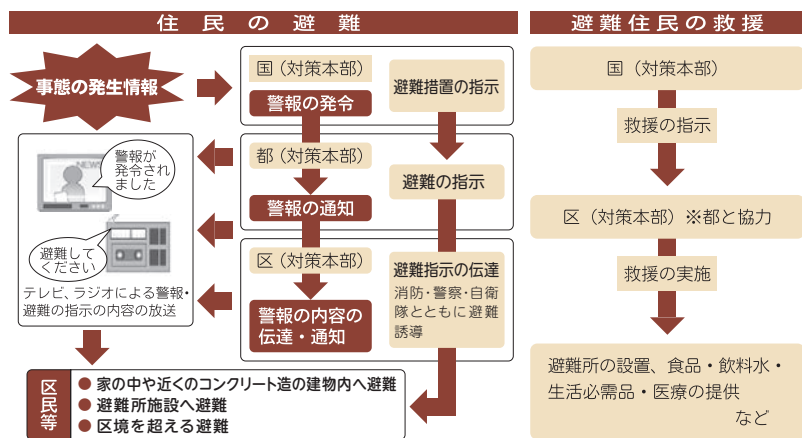 住民の避難
事態の発生情報
国(対策本部)
警報の発令
避難措置の指示
都(対策本部)
警報の通知
避難の指示
区(対策本部)
警報の内容の
伝達・通知
避難指示の伝達
消防・警察・自衛
隊とともに避難
誘導
NEWS
警報が
発令され
ました
避難して
ください
テレビ、ラジオによる警報・
避難の指示の内容の放送
区民等
● 家の中や近くのコンクリート造の建物内へ避難
● 避難所施設へ避難
● 区境を超える避難
避難住民の救援
国(対策本部)
救援の指示
区(対策本部)※都と協力
救援の実施
避難所の設置、食品・飲料水・
生活必需品・医療の提供
など